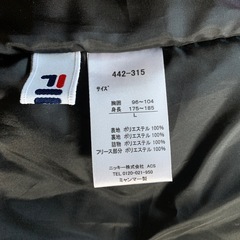 442-315
サイズ
胸囲 96～104
身長 175～185
L
表地 ポリエステル 100%
裏地 ポリエステル 100%
詰物 ポリエステル 100%
フリース部分 ポリエステル 100%
ニッキー株式会社 AOS
TEL 0120-621-950
ミャンマー製